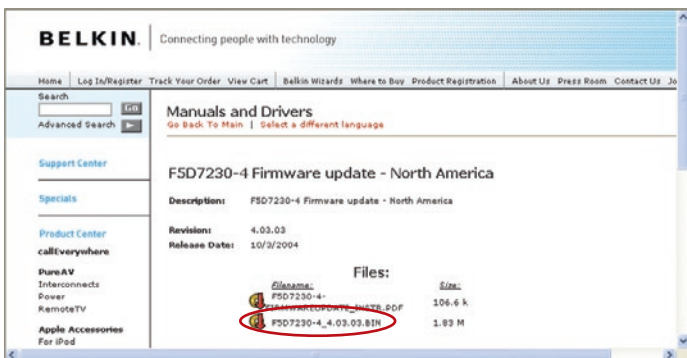 BELKIN. Connecting people with technology
Home Log In/Register Track Your Order View Cart Belkin Wizards Where to Buy Product Registration About Us Press Room Contact Us Jo
Search
Go
Advanced Search
Manuals and Drivers
Go Back To Main | Select a different language
Support Center
Specials
Product Center
callEverywhere
PureAV
Interconnects
Power
RemoteTV
Apple Accessories
For iPod
F5D7230-4 Firmware update - North America
Description: F5D7230-4 Firmware update - North America
Revision: 4.03.03
Release Date: 10/3/2004
Files:
Filename: Size:
F5D7230-4-
FIRMWAREUPDATE_INSTR.PDF 106.6 k
F5D7230-4_4.03.03.BIN 1.83 M